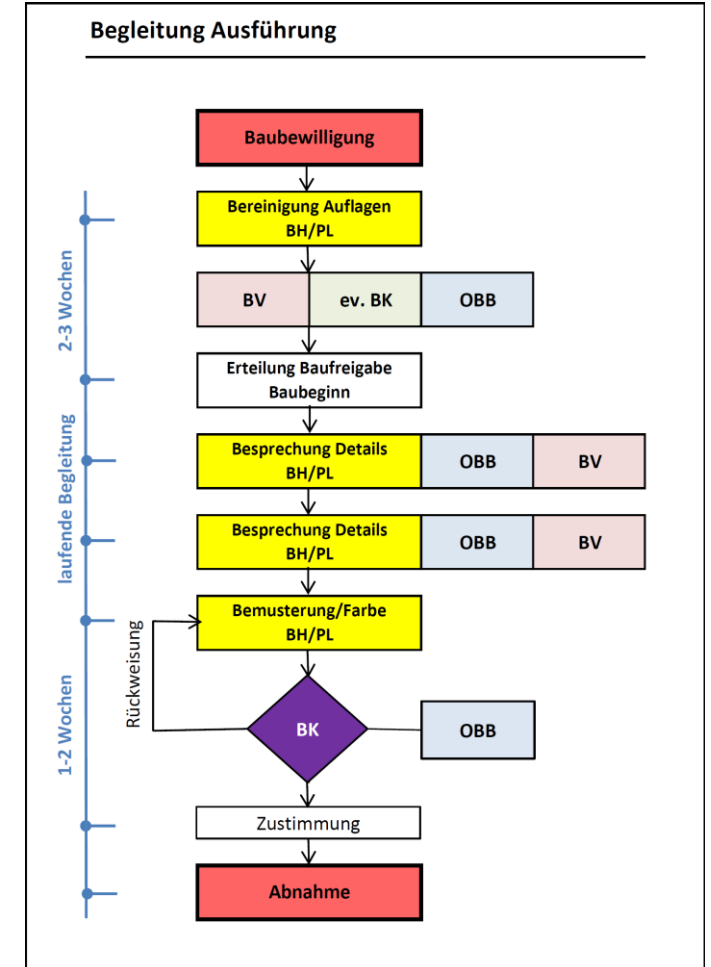 Begleitung Ausführung
Baubewilligung
Bereinigung Auflagen
BH/PL
2-3 Wochen
BV
ev. BK
OBB
Erteilung Baufreigabe
Baubeginn
laufende Begleitung
Besprechung Details
BH/PL
OBB
BV
Besprechung Details
BH/PL
OBB
BV
Bemusterung/Farbe
BH/PL
Rückweisung
1-2 Wochen
BK
OBB
Zustimmung
Abnahme